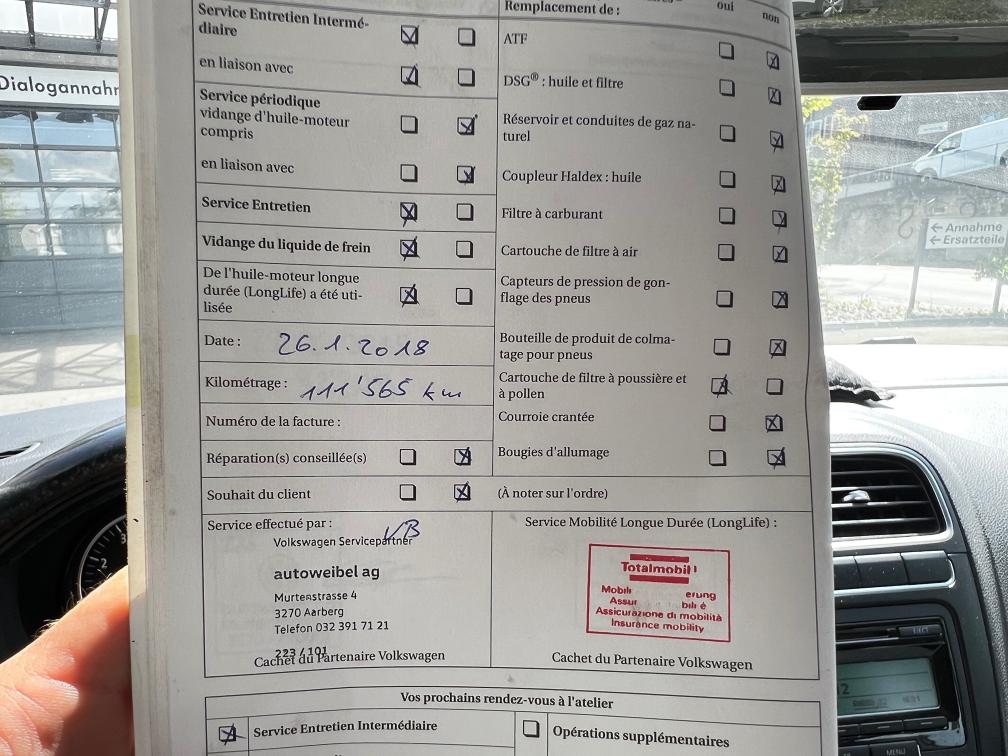 Service Entretien Intermé-
diaire
en liaison avec
Service périodique
vidange d'huile-moteur
compris
en liaison avec
Service Entretien
Vidange du liquide de frein
De l'huile-moteur longue
durée (LongLife) a été uti-
lisée
Date : 26.1.2018
Kilométrage : 111'565 km
Numéro de la facture :
Réparation(s) conseillée(s)
Souhait du client
(À noter sur l'ordre)
Remplacement de :
oui
non
ATF
DSG® : huile et filtre
Réservoir et conduites de gaz na-
turel
Coupleur Haldex : huile
Filtre à carburant
Cartouche de filtre à air
Capteurs de pression de gon-
flage des pneus
Bouteille de produit de colma-
tage pour pneus
Cartouche de filtre à poussière et
à pollen
Courroie crantée
Bougies d'allumage
Service effectué par :
VB
Volkswagen Servicepartner
autoweibel ag
Murtenstrasse 4
3270 Aarberg
Telefon 032 391 71 21
223 / 101
Cachet du Partenaire Volkswagen
Service Mobilité Longue Durée (LongLife) :
Totalmobil !
Mobili erung
Assur bili é
Assicurazione di mobilità
Insurance mobility
Cachet du Partenaire Volkswagen
Vos prochains rendez-vous à l'atelier
Service Entretien Intermédiaire
Opérations supplémentaires
Dialogannahm
← Annahme
← Ersatzteile
MENU